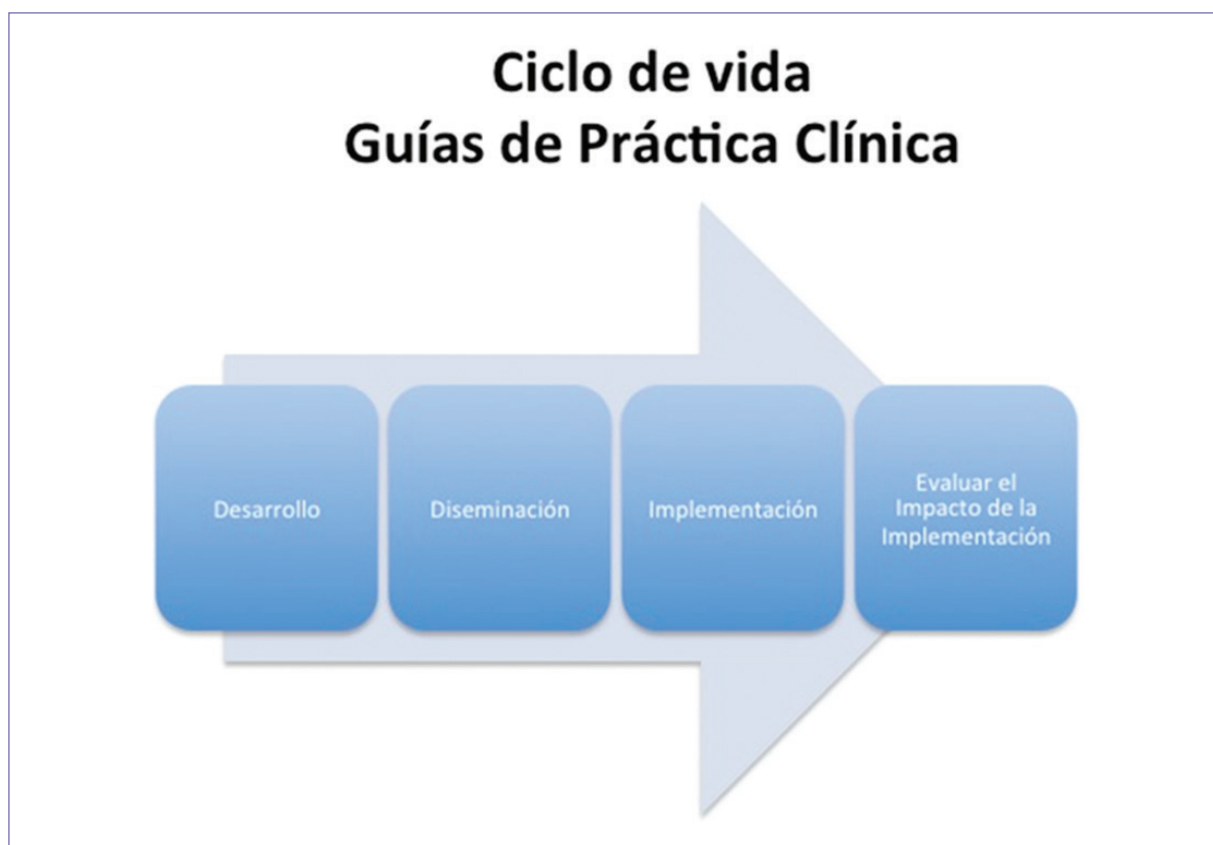 Ciclo de vida
Guías de Práctica Clínica
Desarrollo
Diseminación
Implementación
Evaluar el
Impacto de la
Implementación